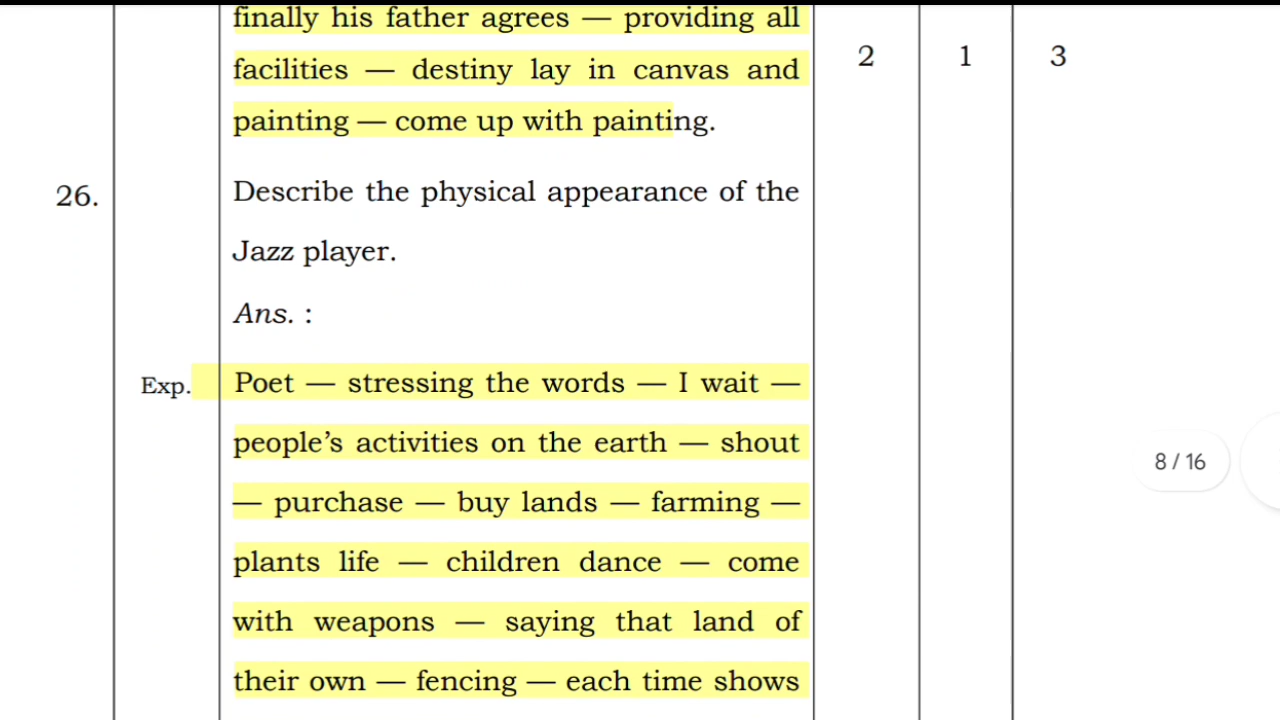 finally his father agrees — providing all
facilities — destiny lay in canvas and
2 1 3
painting — come up with painting.
26. Describe the physical appearance of the
Jazz player.
Ans. :
Exp. Poet — stressing the words — I wait —
people’s activities on the earth — shout
— purchase — buy lands — farming —
8 / 16
plants life — children dance — come
with weapons — saying that land of
their own — fencing — each time shows